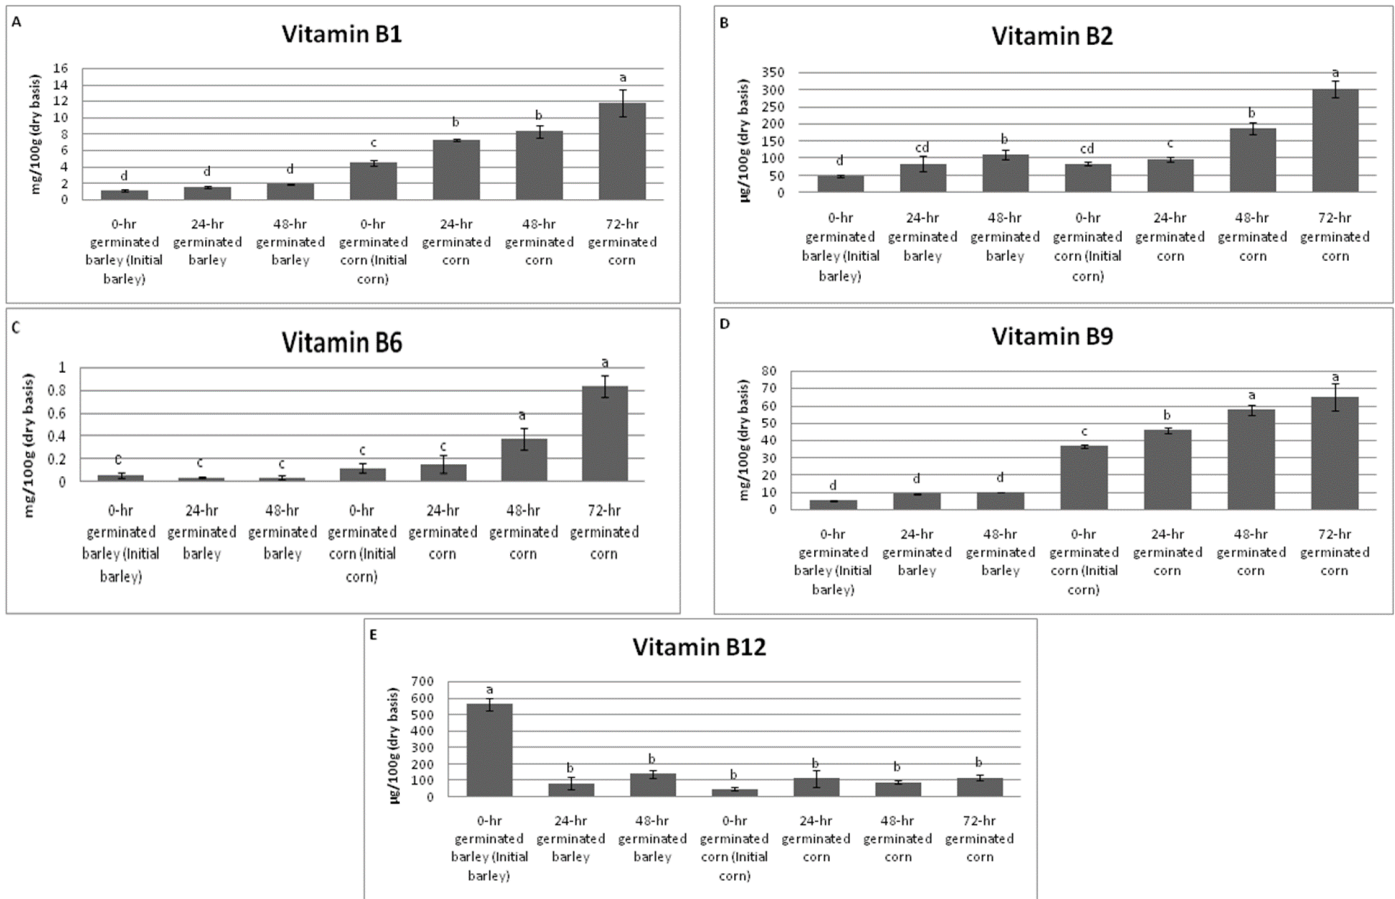 A
Vitamin B1
mg/100g (dry basis)
16
14
12
10
8
6
4
2
0
d
d
d
c
b
b
a
0-hr germinated barley (Initial barley)
24-hr germinated barley
48-hr germinated barley
0-hr germinated corn (Initial corn)
24-hr germinated corn
48-hr germinated corn
72-hr germinated corn
B
Vitamin B2
µg/100g (dry basis)
350
300
250
200
150
100
50
0
d
cd
b
cd
c
b
a
0-hr germinated barley (Initial barley)
24-hr germinated barley
48-hr germinated barley
0-hr germinated corn (Initial corn)
24-hr germinated corn
48-hr germinated corn
72-hr germinated corn
C
Vitamin B6
mg/100g (dry basis)
1
0.8
0.6
0.4
0.2
0
c
c
c
c
c
a
a
0-hr germinated barley (Initial barley)
24-hr germinated barley
48-hr germinated barley
0-hr germinated corn (Initial corn)
24-hr germinated corn
48-hr germinated corn
72-hr germinated corn
D
Vitamin B9
mg/100g (dry basis)
80
70
60
50
40
30
20
10
0
d
d
d
c
b
a
a
0-hr germinated barley (Initial barley)
24-hr germinated barley
48-hr germinated barley
0-hr germinated corn (Initial corn)
24-hr germinated corn
48-hr germinated corn
72-hr germinated corn
E
Vitamin B12
µg/100g (dry basis)
700
600
500
400
300
200
100
0
a
b
b
b
b
b
b
0-hr germinated barley (Initial barley)
24-hr germinated barley
48-hr germinated barley
0-hr germinated corn (Initial corn)
24-hr germinated corn
48-hr germinated corn
72-hr germinated corn